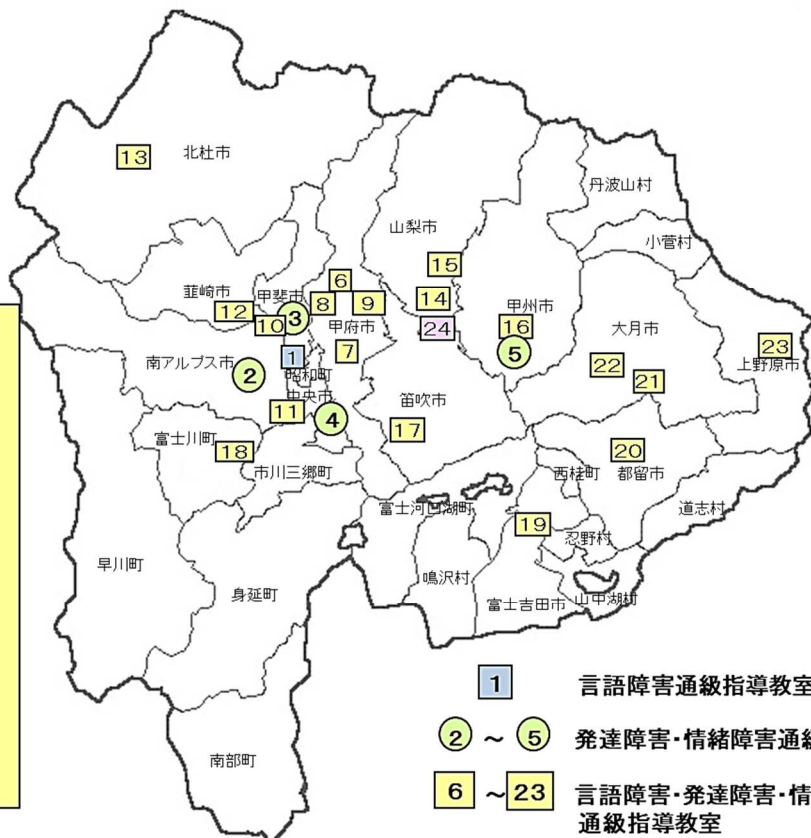 13
北杜市
丹波山村
山梨市
小菅村
15
6
韮崎市
甲斐市
12
8
9
14
甲州市
10
3
甲府市
24
16
大月市
7
5
23
1
22
上野原市
南アルプス市
昭和町
2
21
中央市
笛吹市
11
4
17
富士川町
18
20
市川三郷町
西桂町
都留市
富士河口湖町
道志村
19
忍野村
早川町
鳴沢村
身延町
富士吉田市
山中湖村
1 言語障害通級指導教室
2 ～ 5 発達障害・情緒障害通級
南部町
6 ～ 23 言語障害・発達障害・情
通級指導教室